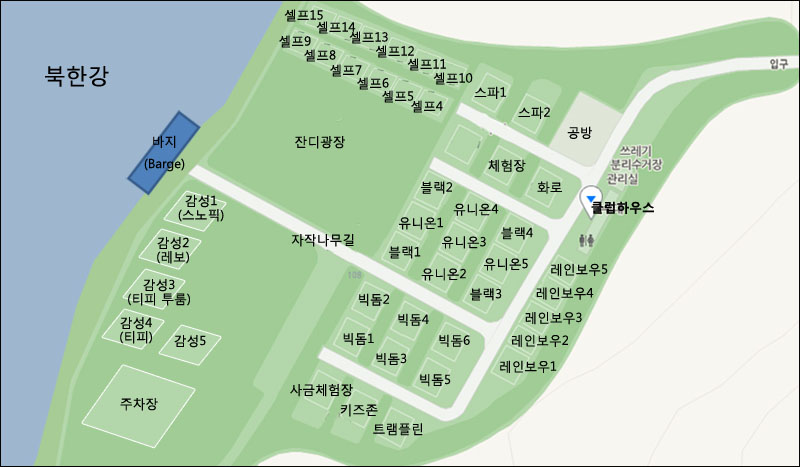 셀프15
셀프14
셀프13
셀프12
셀프11
셀프10
셀프9
셀프8
셀프7
셀프6
셀프5
셀프4
북한강
입구
스파1
스파2
공방
바지
(Barge)
잔디광장
쓰레기
분리수거장
관리실
체험장
화로
블랙2
감성1
(스노픽)
유니온4
클럽하우스
유니온1
블랙4
자작나무길
유니온3
감성2
(레보)
블랙1
유니온5
레인보우5
유니온2
감성3
(티피 투룸)
블랙3
레인보우4
빅돔2
레인보우3
감성4
(티피)
빅돔4
감성5
빅돔1
빅돔6
레인보우2
빅돔3
레인보우1
빅돔5
사금체험장
주차장
키즈존
트램플린